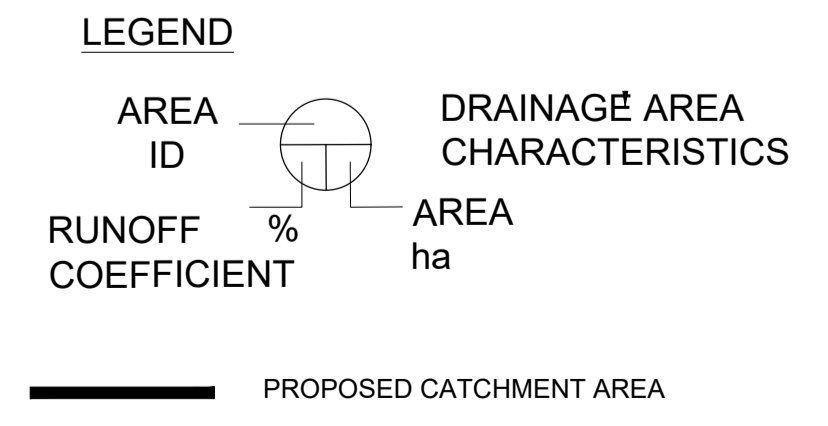 LEGEND
AREA
ID
DRAINAGE AREA
CHARACTERISTICS
RUNOFF %
COEFFICIENT
AREA
ha
PROPOSED CATCHMENT AREA